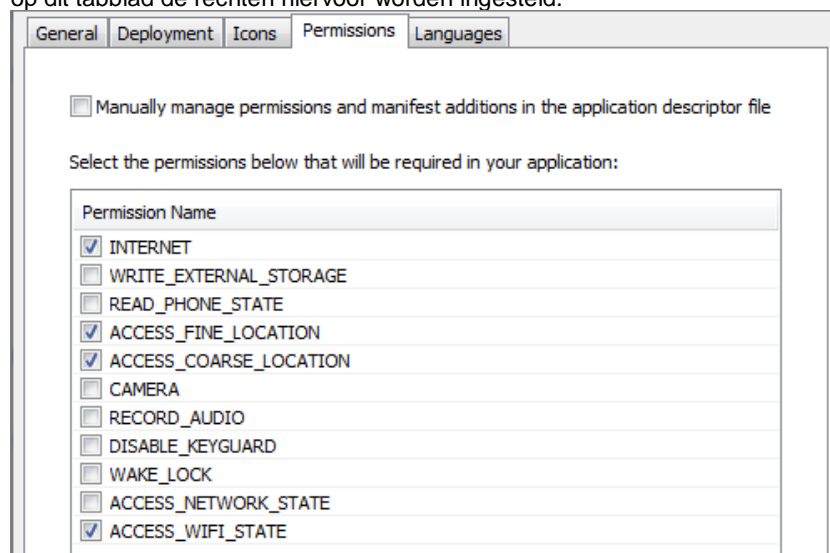 op dit tabblad de rechten hiervoor worden ingesteld.
General Deployment Icons Permissions Languages
Manually manage permissions and manifest additions in the application descriptor file
Select the permissions below that will be required in your application:
Permission Name
INTERNET
WRITE_EXTERNAL_STORAGE
READ_PHONE_STATE
ACCESS_FINE_LOCATION
ACCESS_COARSE_LOCATION
CAMERA
RECORD_AUDIO
DISABLE_KEYGUARD
WAKE_LOCK
ACCESS_NETWORK_STATE
ACCESS_WIFI_STATE